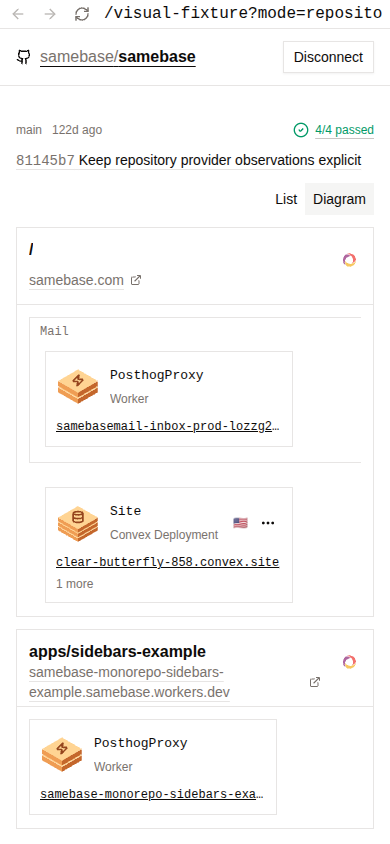 /visual-fixture?mode=reposito
samebase/samebase
Disconnect
main 122d ago
4/4 passed
81145b7 Keep repository provider observations explicit
List
Diagram
/
samebase.com
Mail
PosthogProxy
Worker
samebasemail-inbox-prod-lozzg2…
Site
Convex Deployment
clear-butterfly-858.convex.site
1 more
apps/sidebars-example
samebase-monorepo-sidebars-
example.samebase.workers.dev
PosthogProxy
Worker
samebase-monorepo-sidebars-exa…